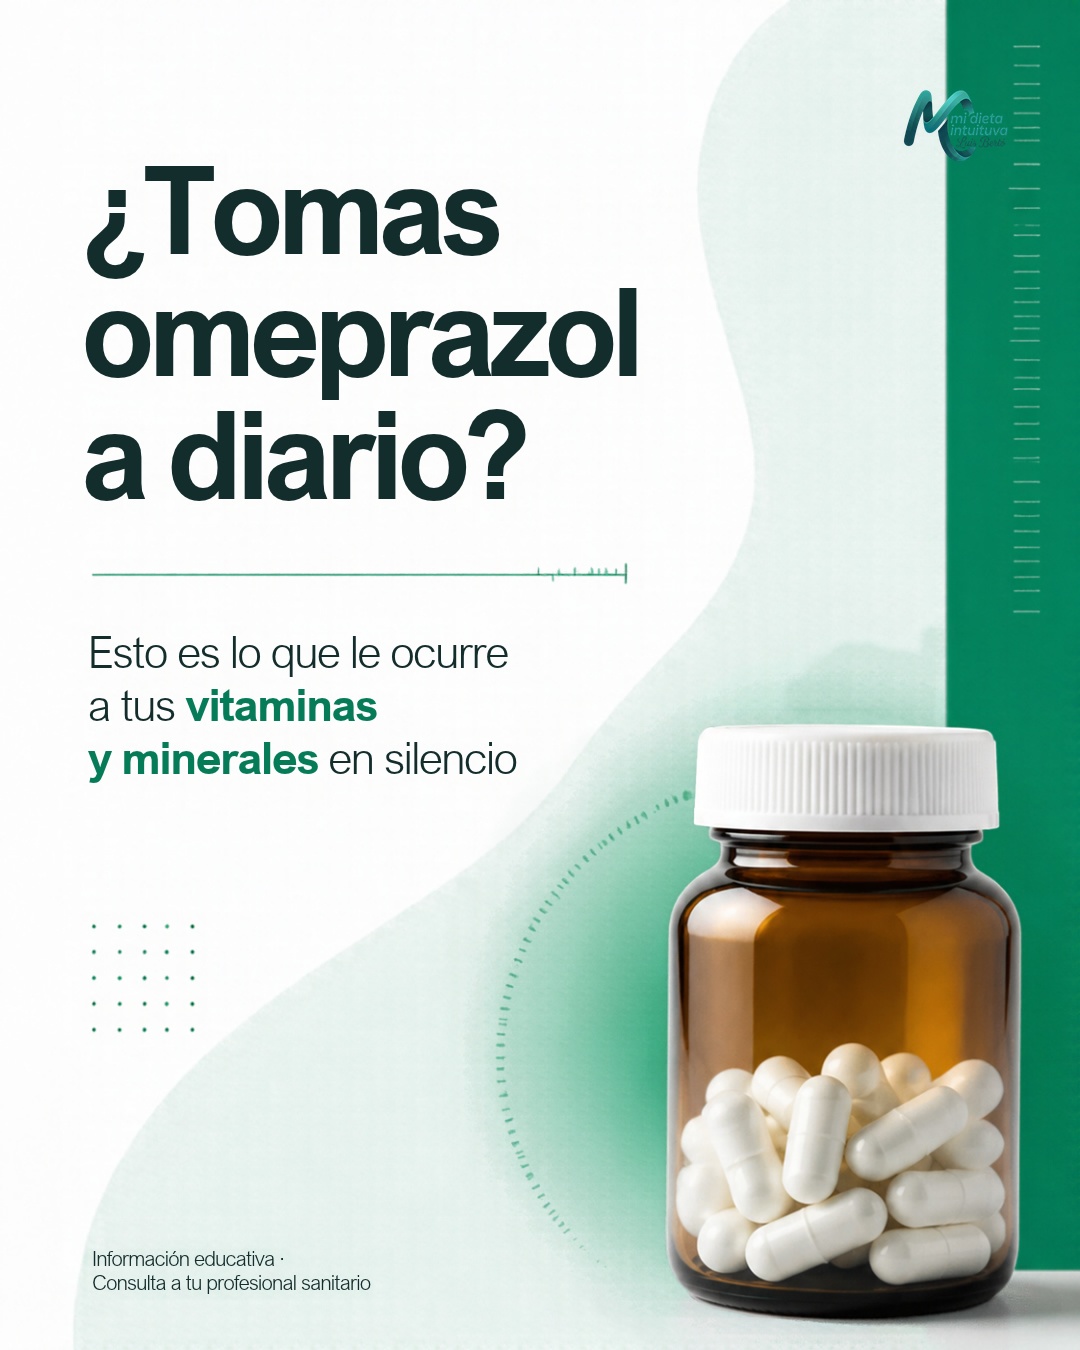 mi dieta
intuituva
¿Tomas
omeprazol
a diario?
Esto es lo que le ocurre
a tus vitaminas
y minerales en silencio
Información educativa ·
Consulta a tu profesional sanitario